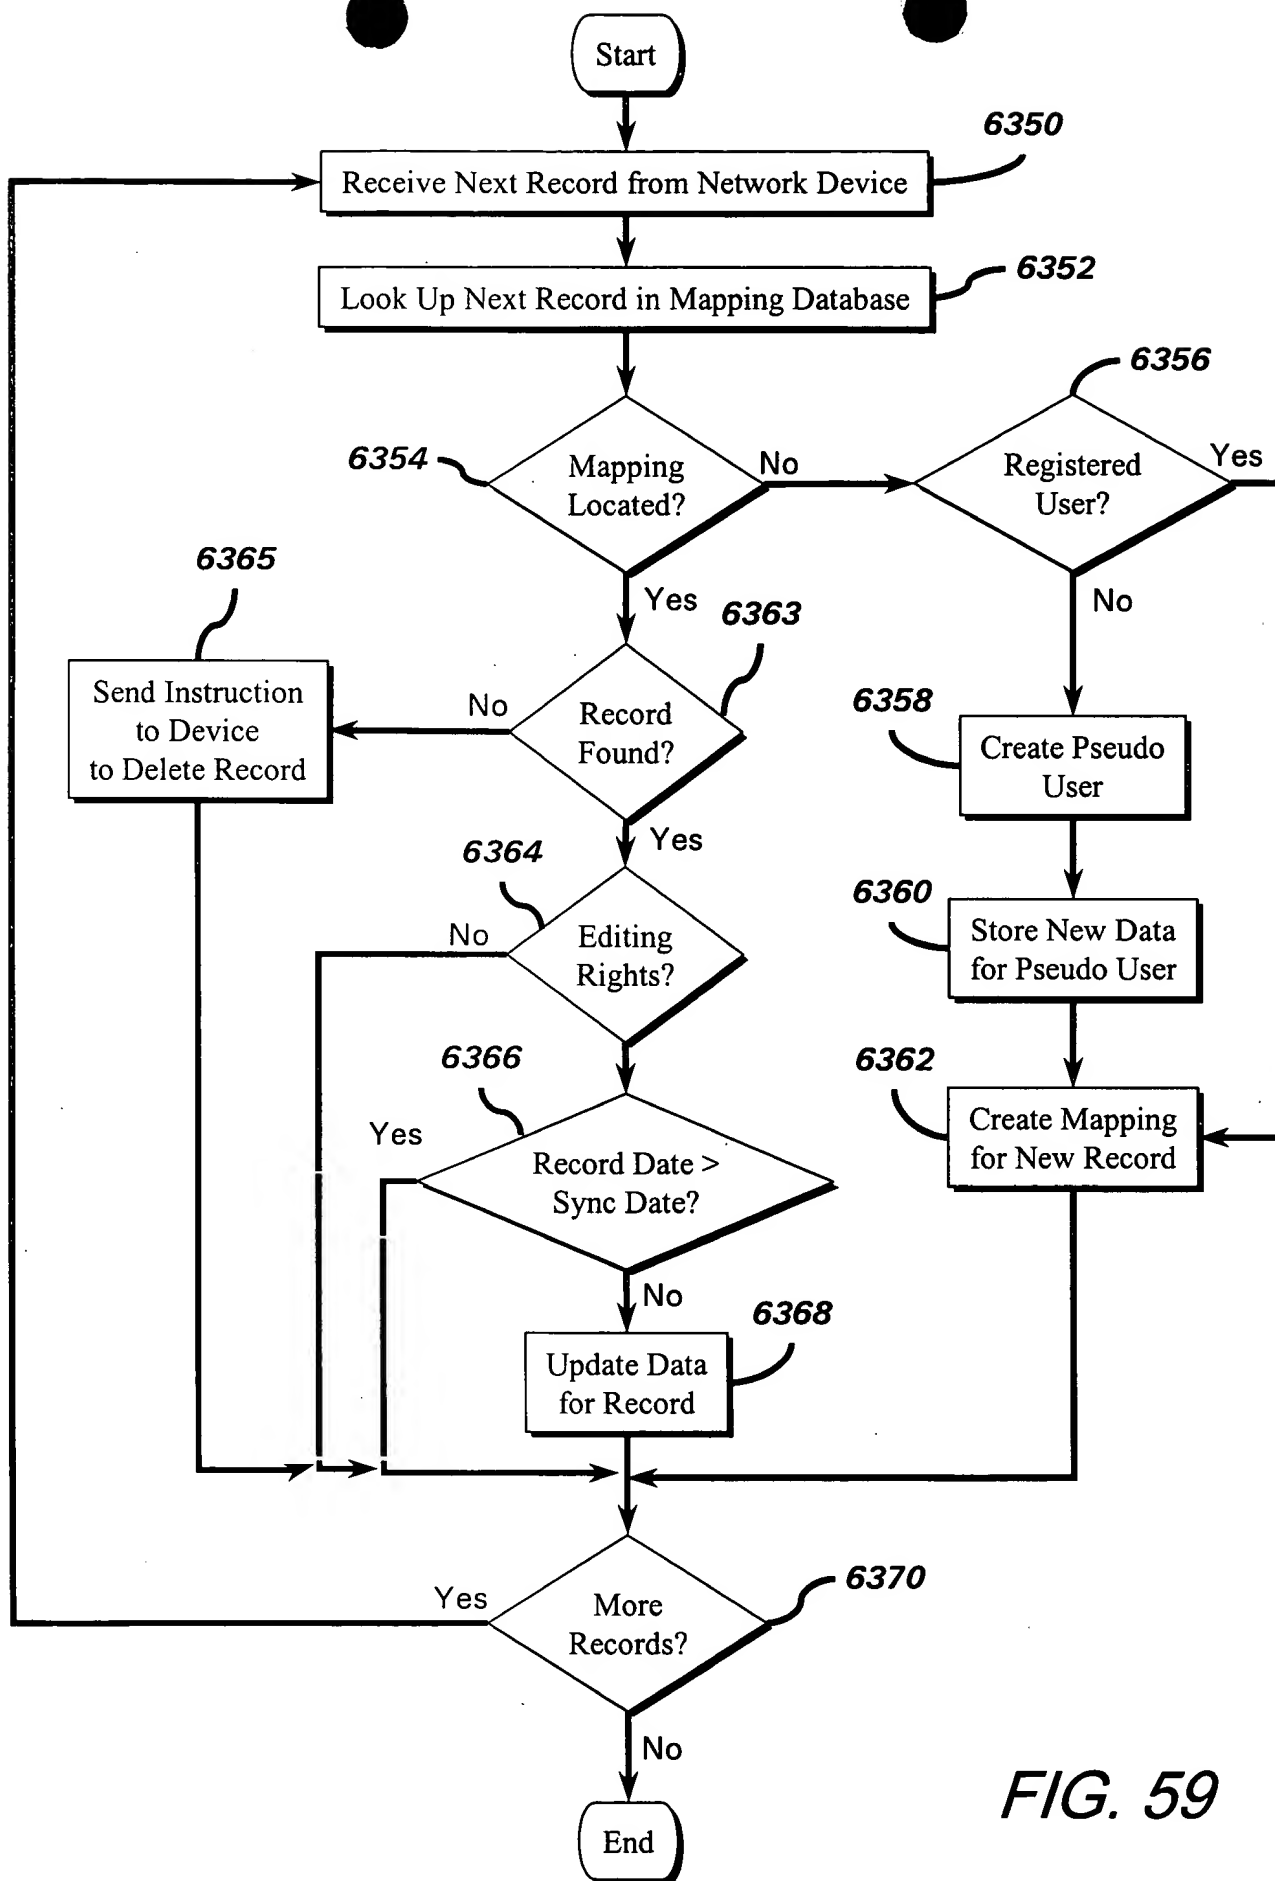 Start
6350
Receive Next Record from Network Device
6352
Look Up Next Record in Mapping Database
6356
6354
Mapping
Located?
No
Registered
User?
Yes
6365
Yes
6363
No
Send Instruction
to Device
to Delete Record
No
Record
Found?
6358
Create Pseudo
User
Yes
6364
No
Editing
Rights?
6360
Store New Data
for Pseudo User
6366
Yes
Record Date >
Sync Date?
6362
Create Mapping
for New Record
No
6368
Update Data
for Record
Yes
More
Records?
6370
No
End
FIG. 59